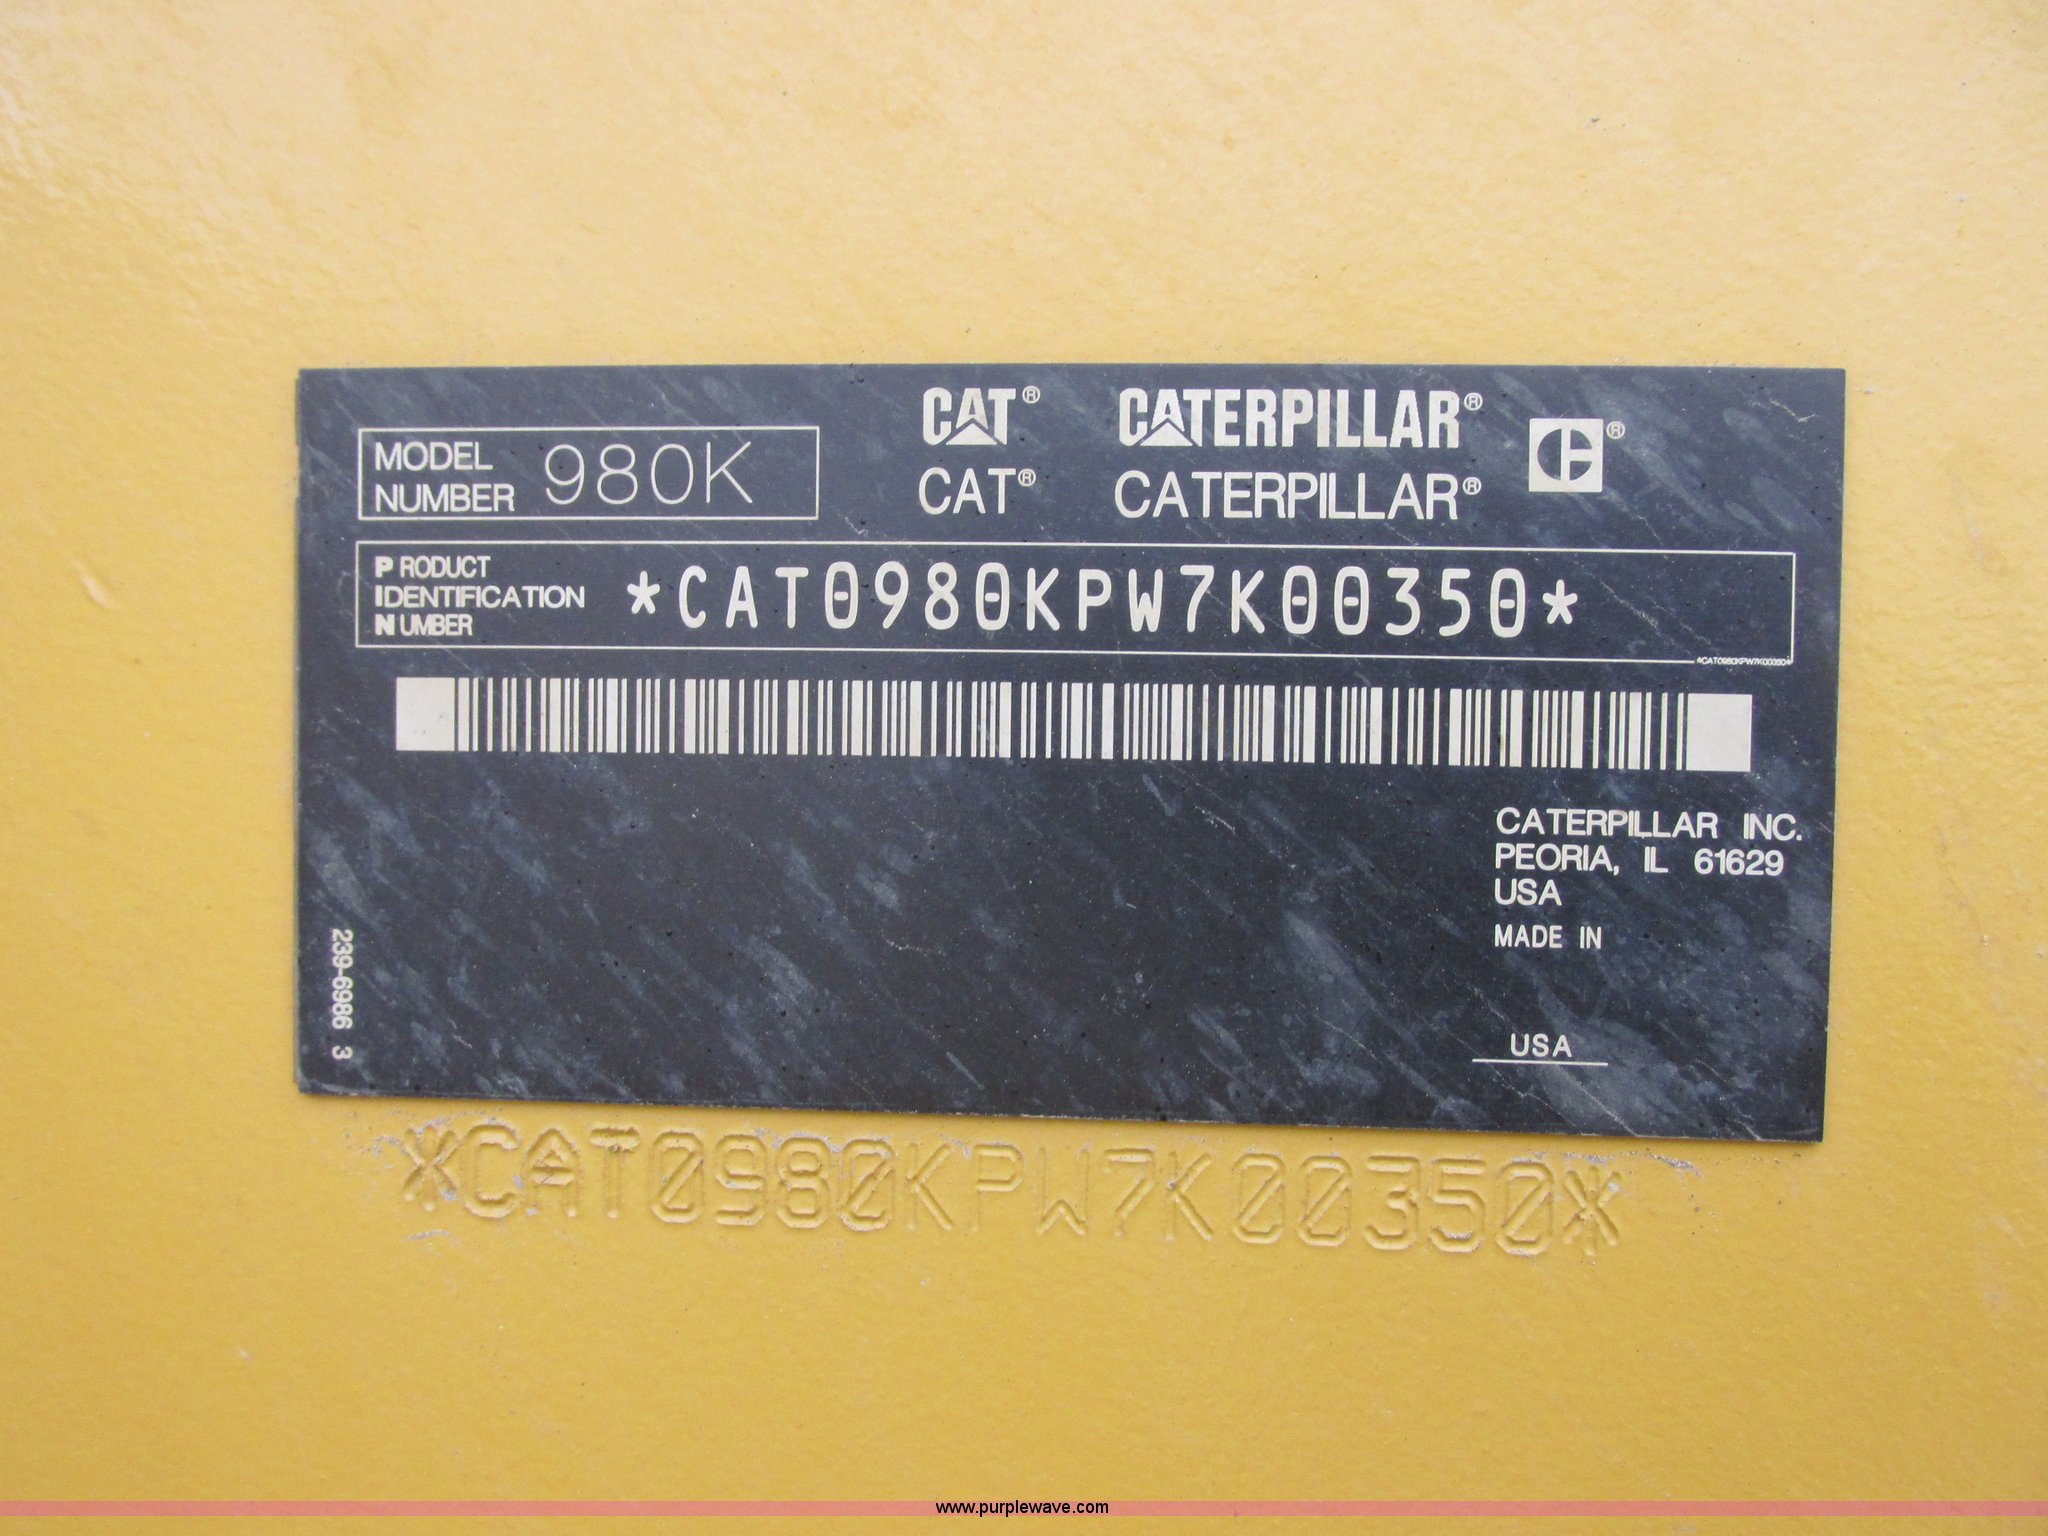 CAT® CATERPILLAR®
MODEL
NUMBER 980K
CAT® CATERPILLAR®
PRODUCT
IDENTIFICATION
NUMBER
*CAT0980KPW7K00350*
*CAT0980KPW7K00350*
CATERPILLAR INC.
PEORIA, IL 61629
USA
MADE IN
USA
239-6986 3
*CAT0980KPW7K00350*
www.purplewave.com